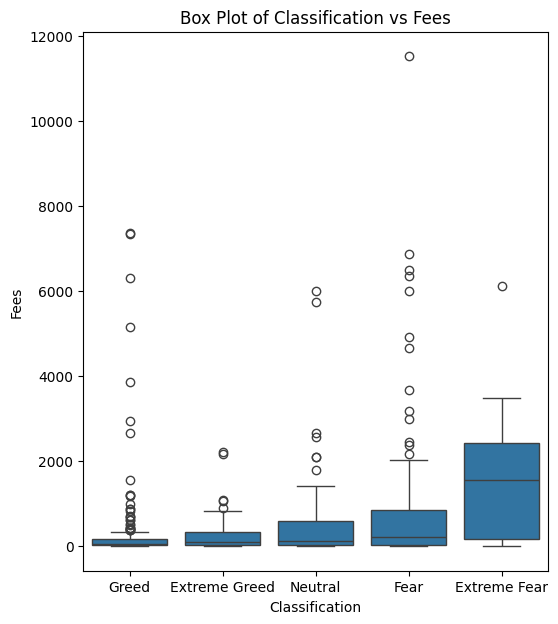 Box Plot of Classification vs Fees
12000
10000
8000
6000
4000
2000
0
Fees
Greed Extreme Greed Neutral Fear Extreme Fear
Classification